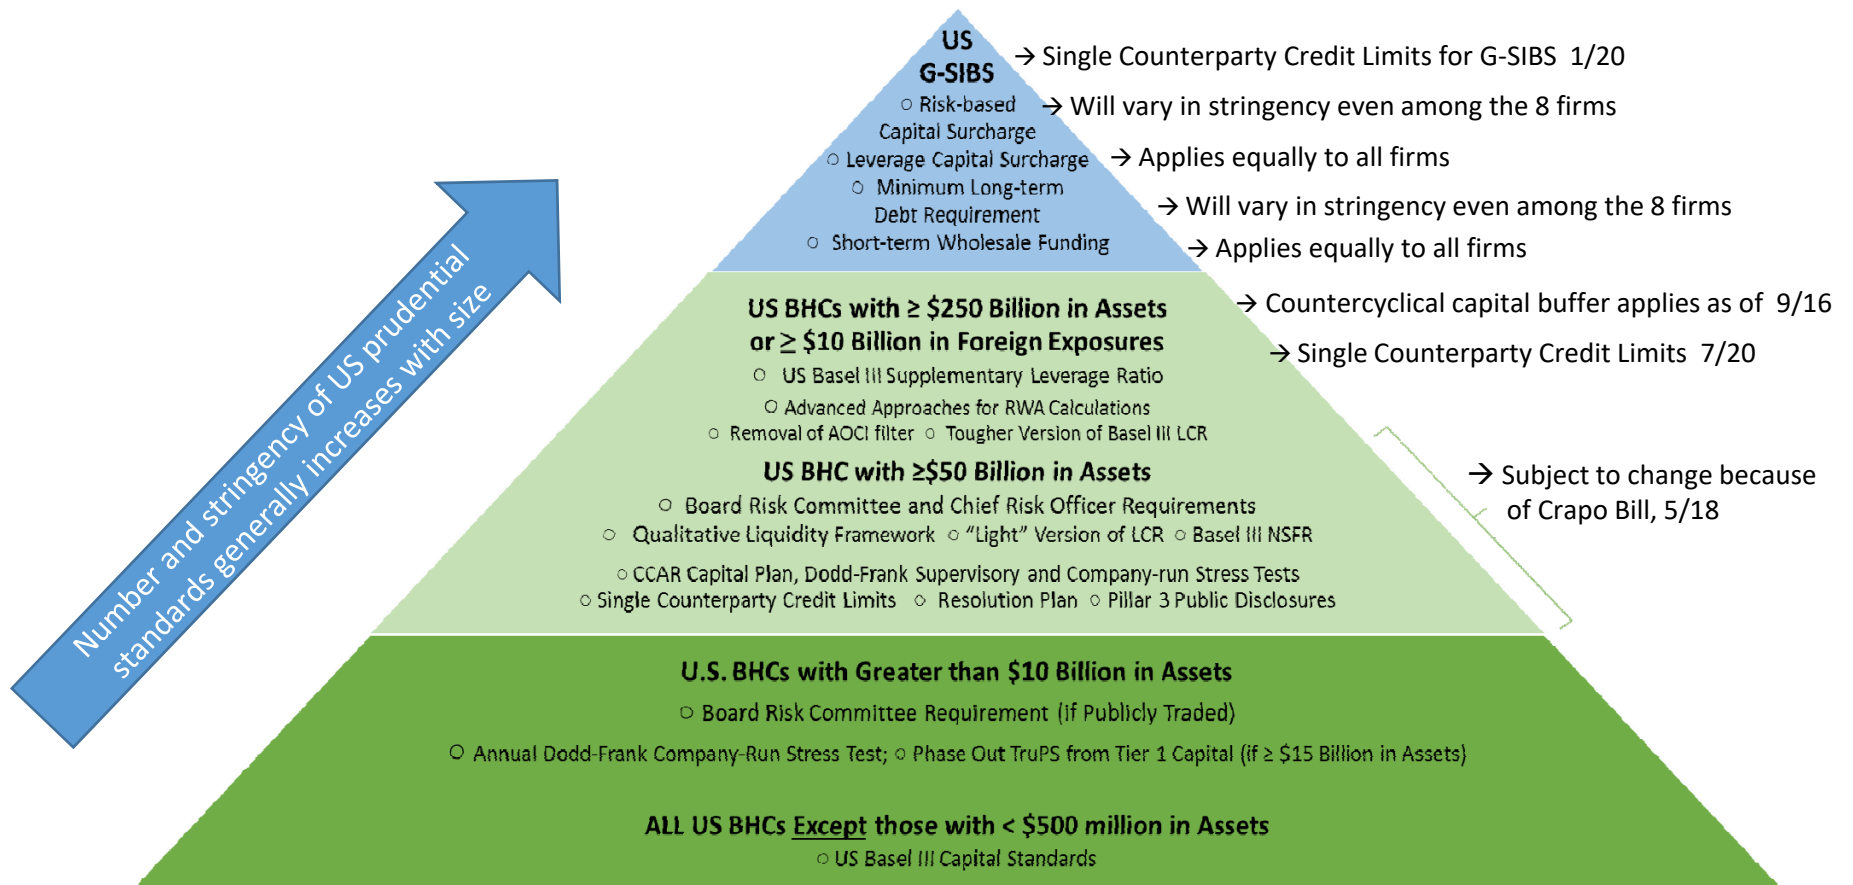 US
G-SIBS
○ Risk-based
Capital Surcharge
○ Leverage Capital Surcharge
○ Minimum Long-term
Debt Requirement
○ Short-term Wholesale Funding
→ Single Counterparty Credit Limits for G-SIBS 1/20
→ Will vary in stringency even among the 8 firms
→ Applies equally to all firms
→ Will vary in stringency even among the 8 firms
→ Applies equally to all firms
Number and stringency of US prudential
standards generally increases with size
US BHCs with ≥ $250 Billion in Assets
or ≥ $10 Billion in Foreign Exposures
○ US Basel III Supplementary Leverage Ratio
○ Advanced Approaches for RWA Calculations
○ Removal of AOCI filter ○ Tougher Version of Basel III LCR
→ Countercyclical capital buffer applies as of 9/16
→ Single Counterparty Credit Limits 7/20
US BHC with ≥$50 Billion in Assets
○ Board Risk Committee and Chief Risk Officer Requirements
○ Qualitative Liquidity Framework ○ “Light” Version of LCR ○ Basel III NSFR
○ CCAR Capital Plan, Dodd-Frank Supervisory and Company-run Stress Tests
○ Single Counterparty Credit Limits ○ Resolution Plan ○ Pillar 3 Public Disclosures
→ Subject to change because
of Crapo Bill, 5/18
U.S. BHCs with Greater than $10 Billion in Assets
○ Board Risk Committee Requirement (if Publicly Traded)
○ Annual Dodd-Frank Company-Run Stress Test; ○ Phase Out TruPS from Tier 1 Capital (if ≥ $15 Billion in Assets)
ALL US BHCs Except those with < $500 million in Assets
○ US Basel III Capital Standards